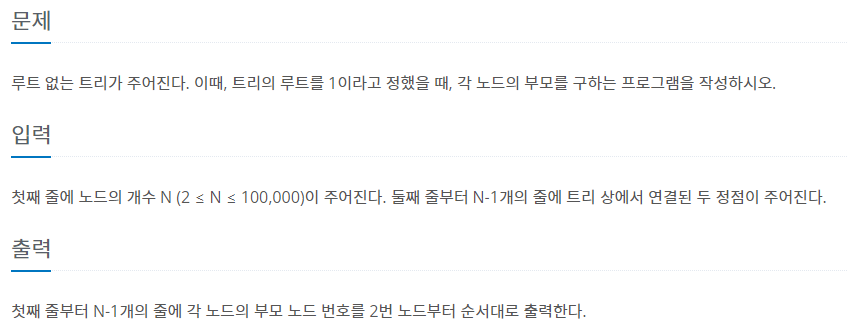 문제
루트 없는 트리가 주어진다. 이때, 트리의 루트를 1이라고 정했을 때, 각 노드의 부모를 구하는 프로그램을 작성하시오.
입력
첫째 줄에 노드의 개수 N (2 ≤ N ≤ 100,000)이 주어진다. 둘째 줄부터 N-1개의 줄에 트리 상에서 연결된 두 정점이 주어진다.
출력
첫째 줄부터 N-1개의 줄에 각 노드의 부모 노드 번호를 2번 노드부터 순서대로 출력한다.